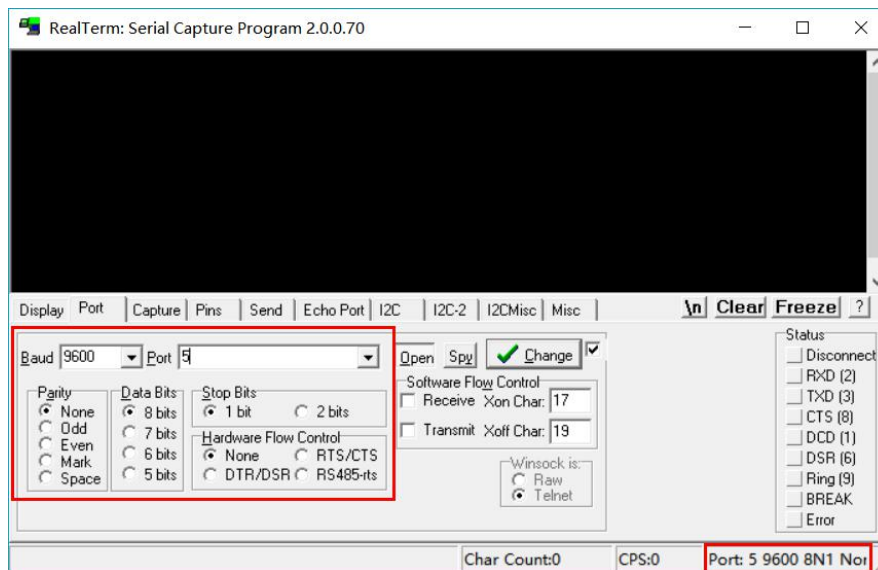 RealTerm: Serial Capture Program 2.0.0.70
Display Port Capture Pins Send Echo Port I2C I2C-2 I2CMisc Misc \n Clear Freeze ?
Baud 9600 Port 5 Open Spy Change
Parity
None
Odd
Even
Mark
Space
Data Bits
8 bits
7 bits
6 bits
5 bits
Stop Bits
1 bit 2 bits
Hardware Flow Control
None RTS/CTS
DTR/DSR RS485-rts
Software Flow Control
Receive Xon Char: 17
Transmit Xoff Char: 19
Winsock is:
Raw
Telnet
Status
Disconnect
RXD (2)
TXD (3)
CTS (8)
DCD (1)
DSR (6)
Ring (9)
BREAK
Error
Char Count:0 CPS:0 Port: 5 9600 8N1 Nor